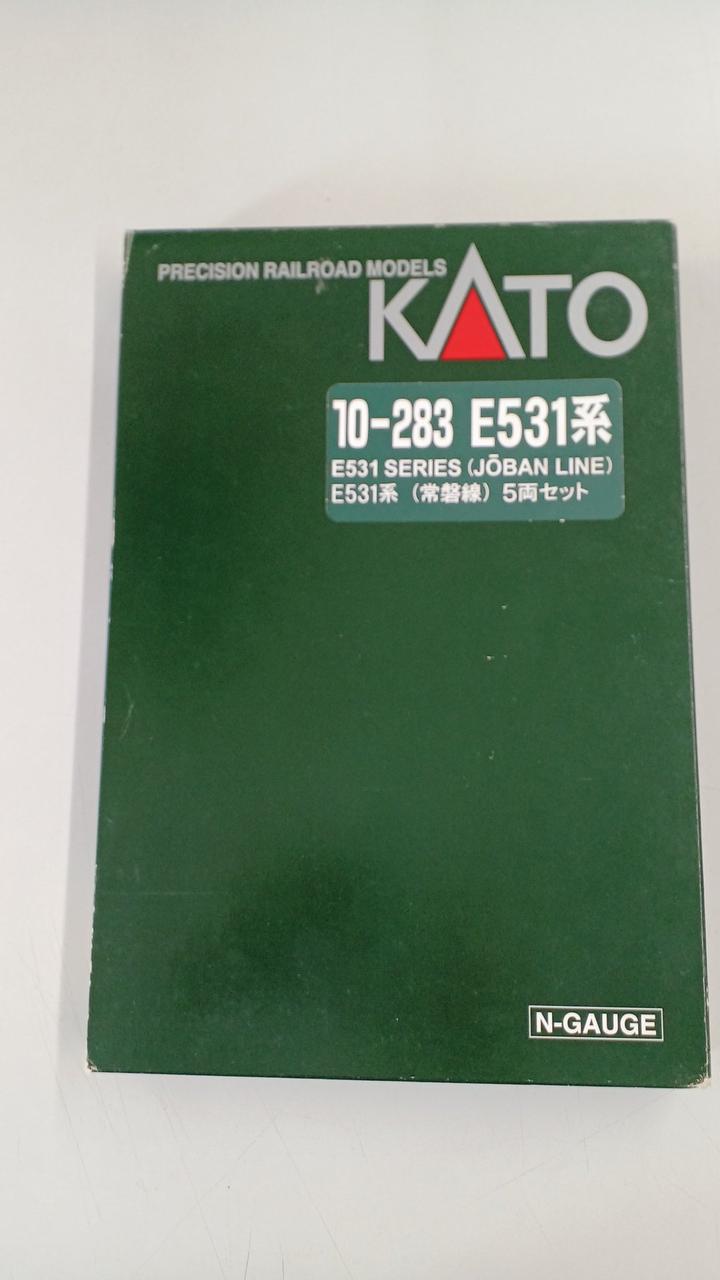 PRECISION RAILROAD MODELS
KATO
10-283 E531系
E531 SERIES (JŌBAN LINE)
E531系 (常磐線) 5両セット
N-GAUGE